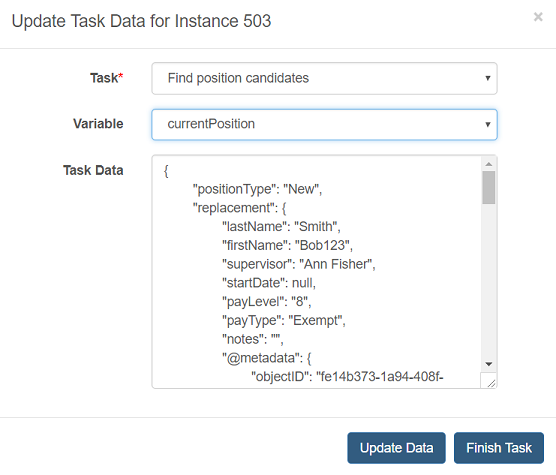 Update Task Data for Instance 503
×
Task*
Find position candidates
Variable
currentPosition
Task Data
{
"positionType": "New",
"replacement": {
"lastName": "Smith",
"firstName": "Bob123",
"supervisor": "Ann Fisher",
"startDate": null,
"payLevel": "8",
"payType": "Exempt",
"notes": "",
"@metadata": {
"objectID": "fe14b373-1a94-408f-
Update Data
Finish Task